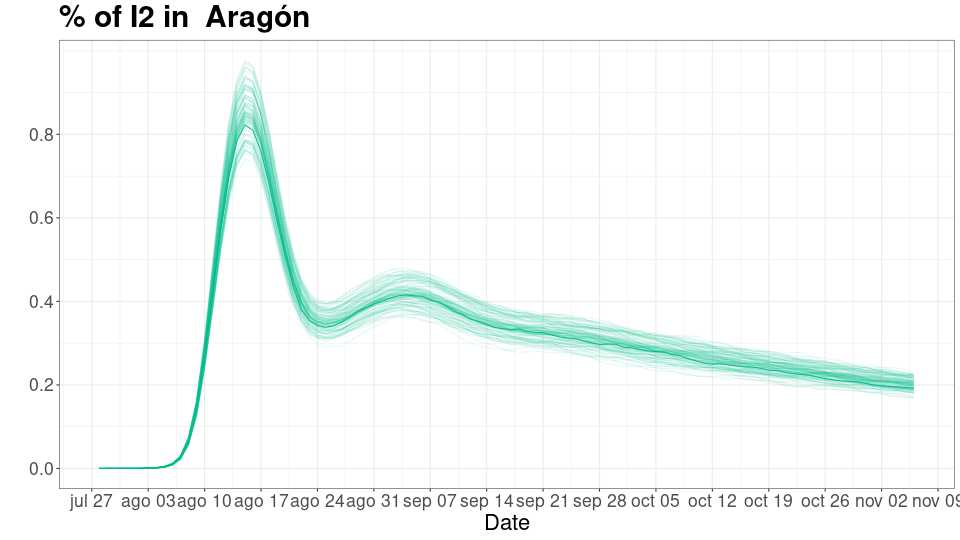 % of I2 in  Aragón
0.8
0.6
0.4
0.2
0.0
jul 27 ago 03 ago 10 ago 17 ago 24 ago 31 sep 07 sep 14 sep 21 sep 28 oct 05 oct 12 oct 19 oct 26 nov 02 nov 09
Date